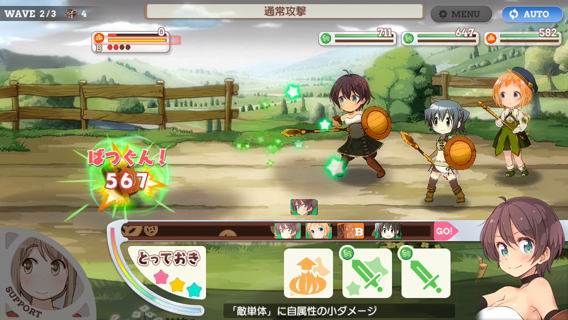 WAVE 2/3 4
通常攻撃
MENU
AUTO
0
711
647
582
ばつぐん!
567
B
GO!
とっておき
SUPPORT
「敵単体」に自属性の小ダメージ